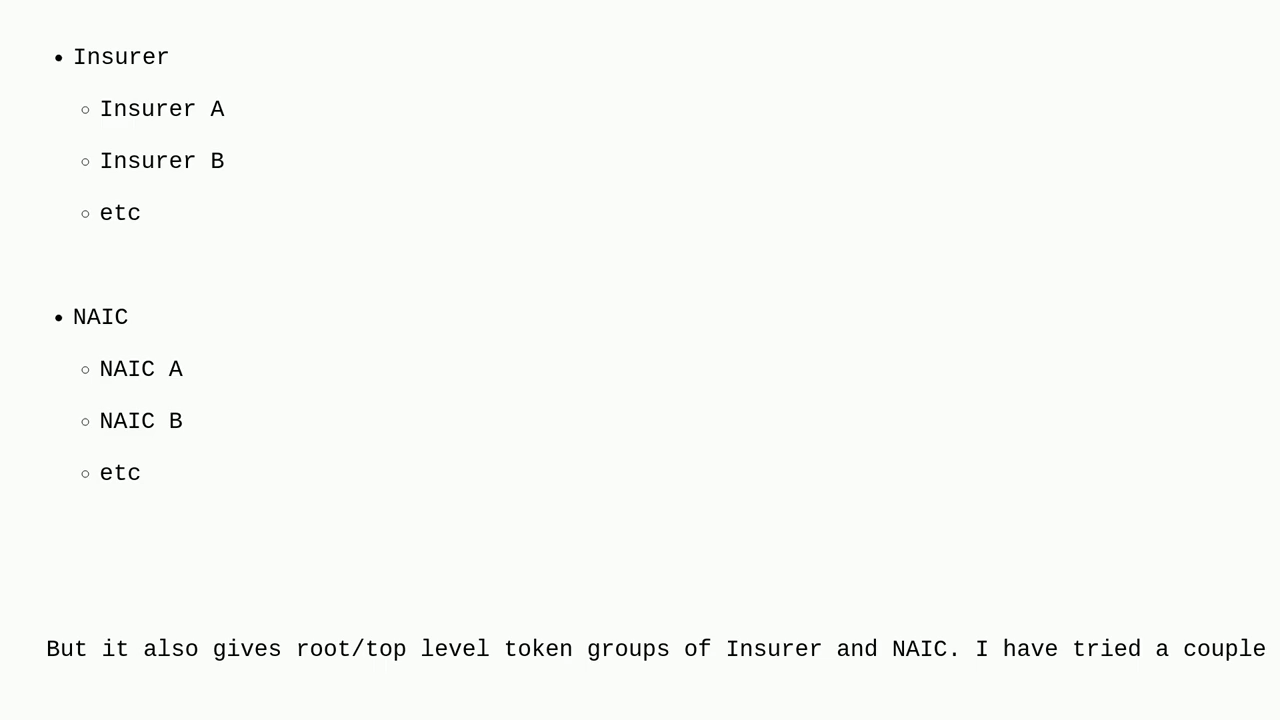 • Insurer
◦ Insurer A
◦ Insurer B
◦ etc
• NAIC
◦ NAIC A
◦ NAIC B
◦ etc
But it also gives root/top level token groups of Insurer and NAIC. I have tried a couple